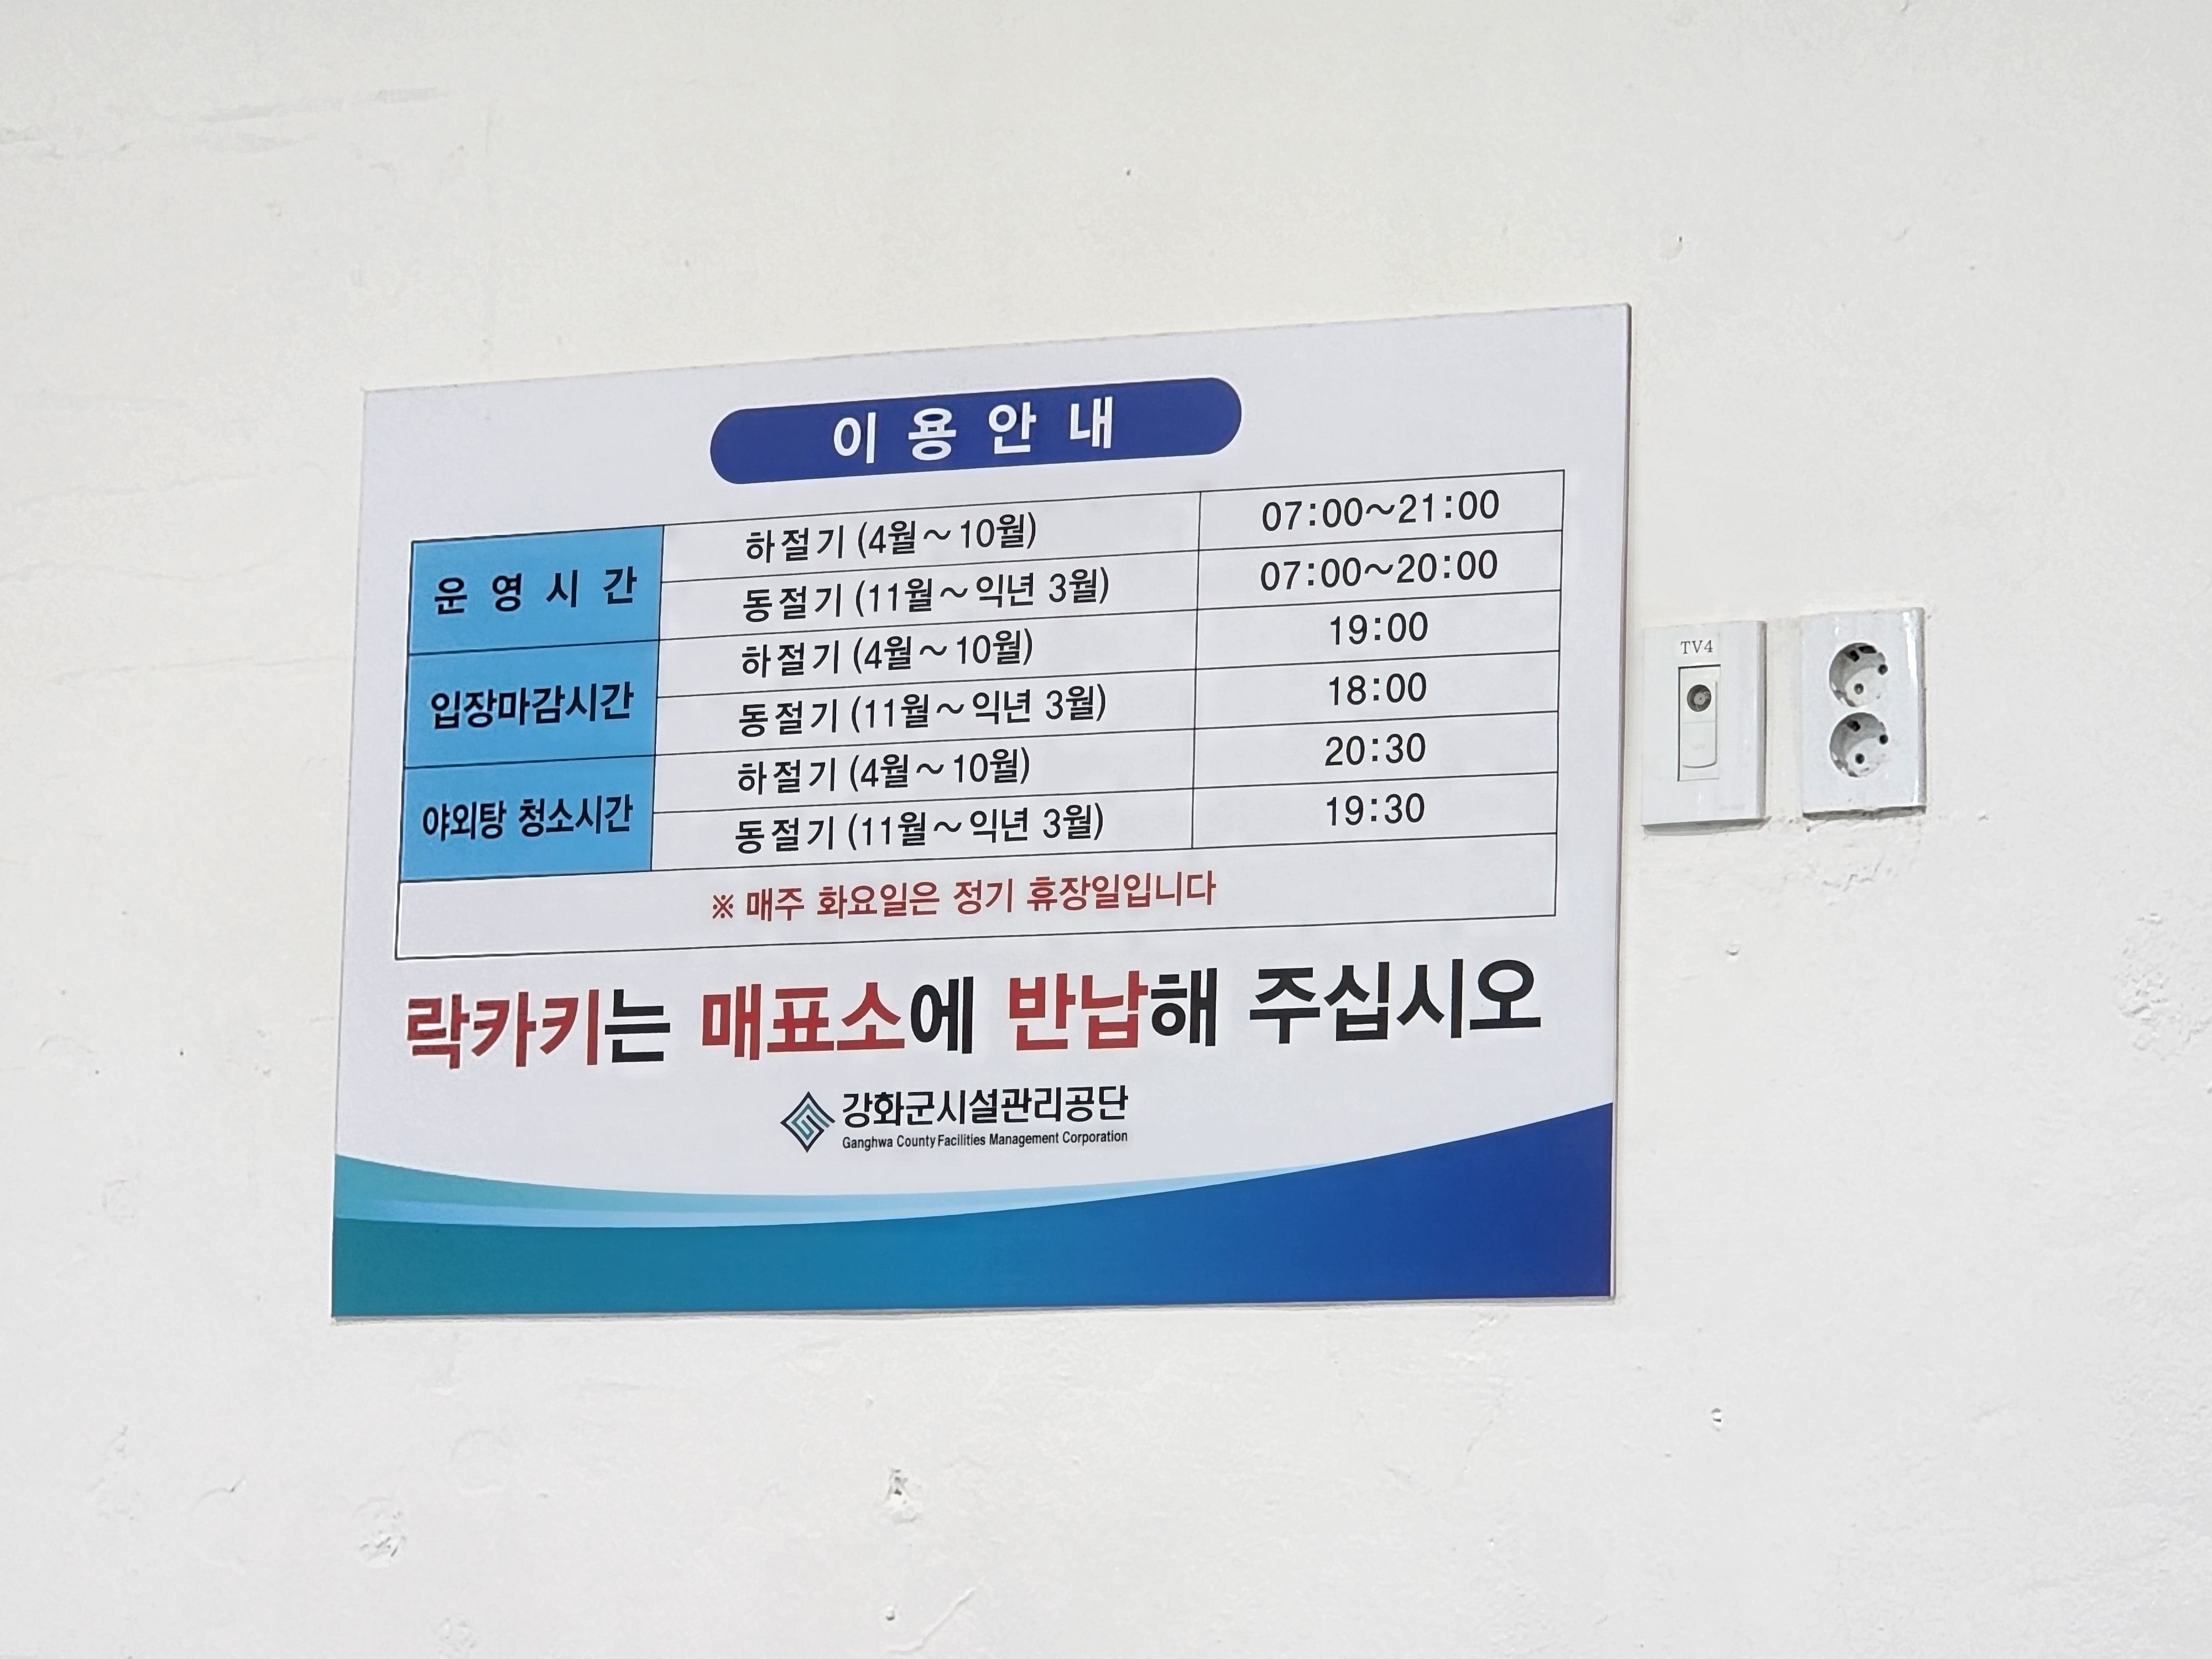 이용안내
운영시간
하절기 (4월~10월) 07:00~21:00
동절기 (11월~익년 3월) 07:00~20:00
입장마감시간
하절기 (4월~10월) 19:00
동절기 (11월~익년 3월) 18:00
야외탕 청소시간
하절기 (4월~10월) 20:30
동절기 (11월~익년 3월) 19:30
※ 매주 화요일은 정기 휴장일입니다
락카키는 매표소에 반납해 주십시오
강화군시설관리공단
Ganghwa County Facilities Management Corporation
TV4